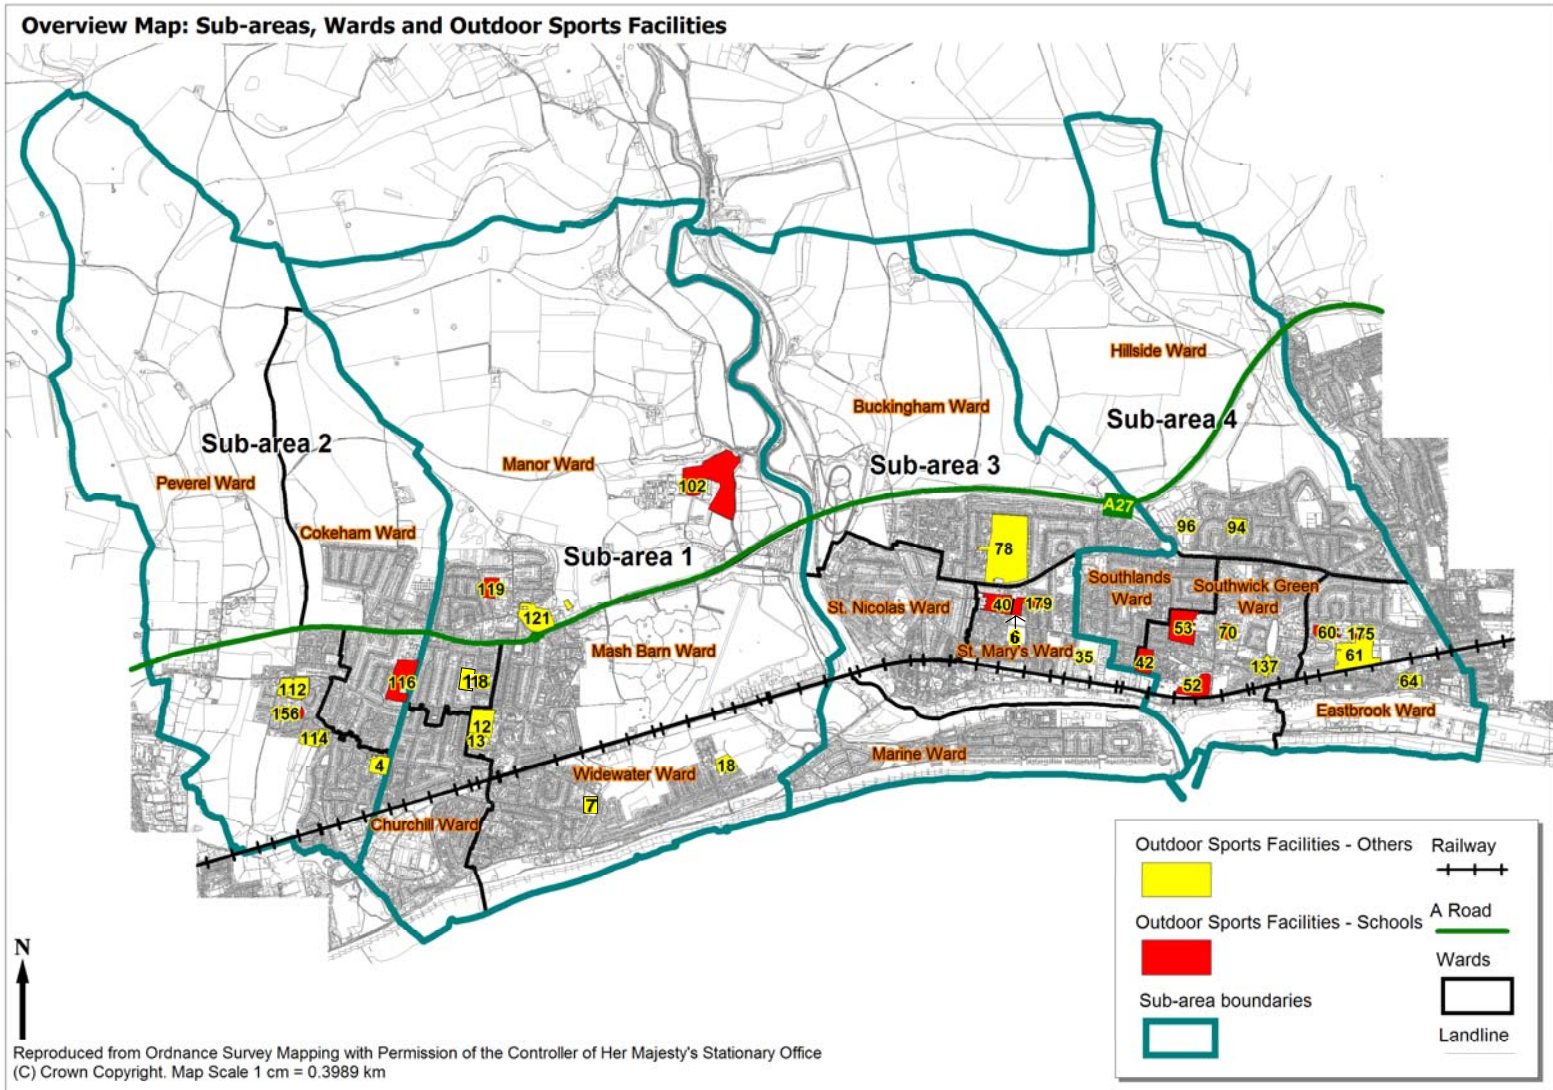 Overview Map: Sub-areas, Wards and Outdoor Sports Facilities
Hillside Ward
Buckingham Ward
Sub-area 4
Sub-area 2
Sub-area 3
Manor Ward
Peverel Ward
102
A27
Cokeham Ward
96
94
78
Sub-area 1
Southlands
Ward
Southwick Green
Ward
119
St. Nicolas Ward
40
179
121
6
53
70
60
175
Mash Barn Ward
St. Mary's Ward
35
42
61
137
116
118
112
52
64
156
Eastbrook Ward
12
13
114
Marine Ward
4
18
Widewater Ward
7
Churchill Ward
Outdoor Sports Facilities - Others
Railway
Outdoor Sports Facilities - Schools
A Road
Wards
Sub-area boundaries
Landline
N
Reproduced from Ordnance Survey Mapping with Permission of the Controller of Her Majesty's Stationary Office
(C) Crown Copyright. Map Scale 1 cm = 0.3989 km